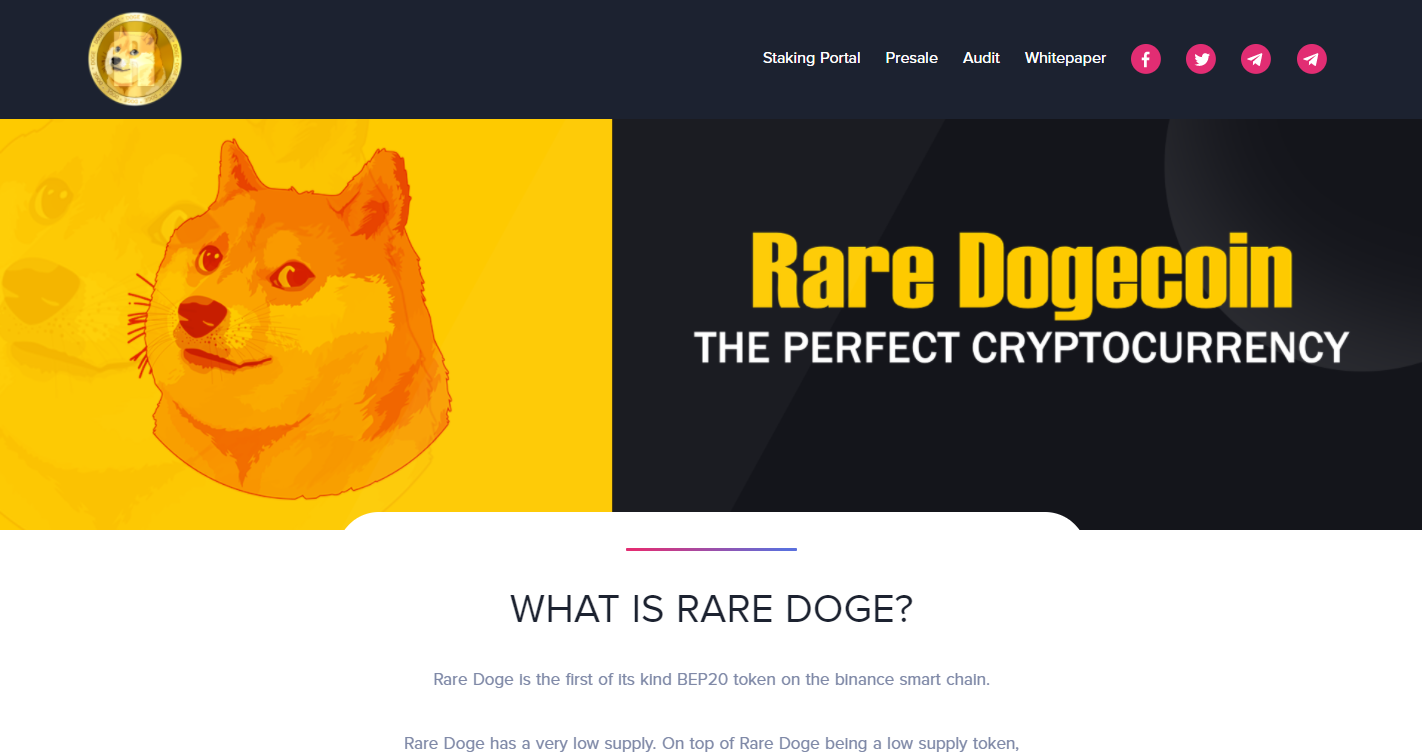 Staking Portal Presale Audit Whitepaper
Rare Dogecoin
THE PERFECT CRYPTOCURRENCY
WHAT IS RARE DOGE?
Rare Doge is the first of its kind BEP20 token on the binance smart chain.
Rare Doge has a very low supply. On top of Rare Doge being a low supply token,